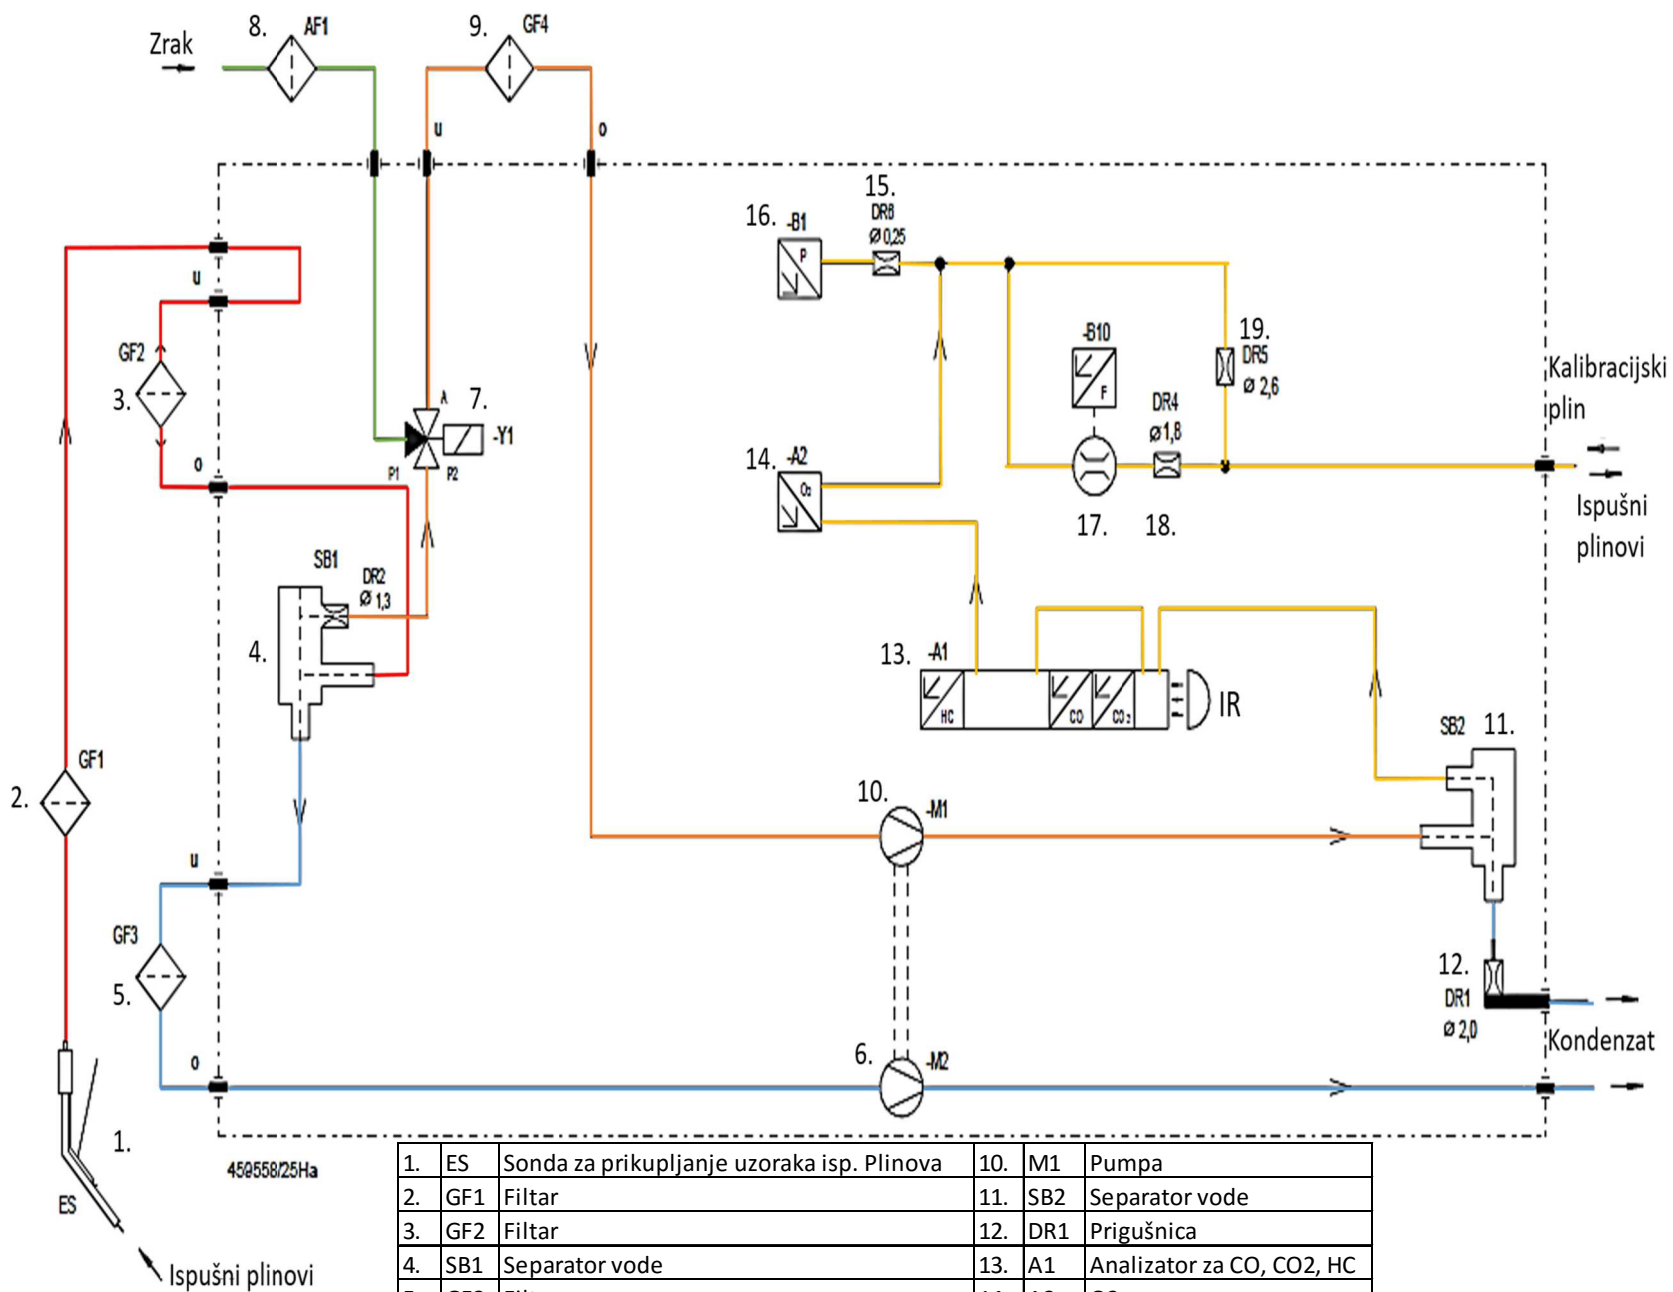 8. AF1
9. GF4
Zrak
u
o
15.
DR6
Ø 0,25
16. -B1
P
u
GF2
3.
o
19.
DR5
Ø 2,6
-B10
F
Kalibracijski
plin
A 7.
-Y1
P1 P2
DR4
Ø 1,8
14. -A2
O₂
17. 18.
Ispušni
plinovi
SB1
DR2
Ø 1,3
4.
13. -A1
HC CO CO₂
IR
SB2 11.
GF1
2.
10. -M1
u
GF3
5.
o
12.
DR1
Ø 2,0
Kondenzat
6. -M2
1.
ES
459558/25Ha
Ispušni plinovi
1. ES Sonda za prikupljanje uzoraka isp. Plinova 10. M1 Pumpa
2. GF1 Filtar 11. SB2 Separator vode
3. GF2 Filtar 12. DR1 Prigušnica
4. SB1 Separator vode 13. A1 Analizator za CO, CO2, HC